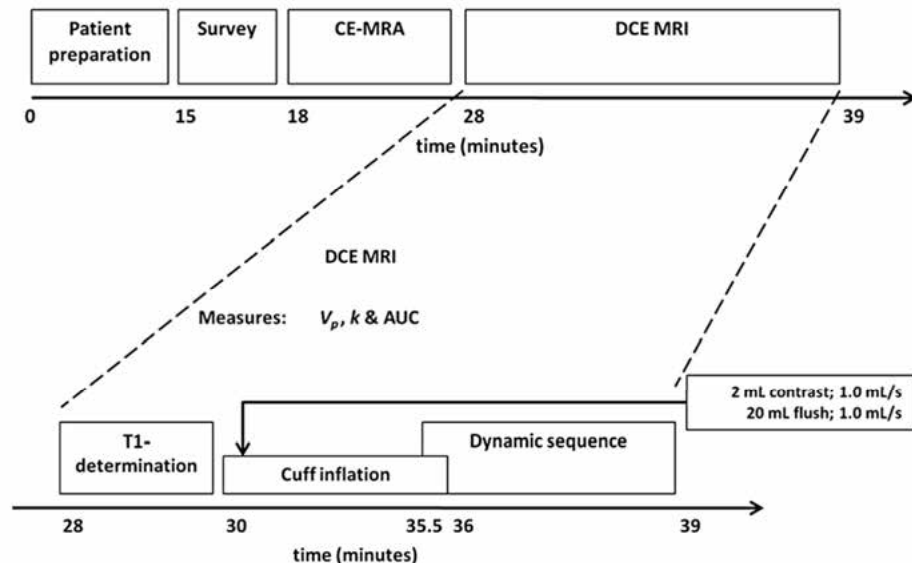 Patient
preparation
Survey
CE-MRA
DCE MRI
0 15 18 28 39
time (minutes)
DCE MRI
Measures: Vp, k & AUC
2 mL contrast; 1.0 mL/s
20 mL flush; 1.0 mL/s
T1-
determination
Cuff inflation
Dynamic sequence
28 30 35.5 36 39
time (minutes)